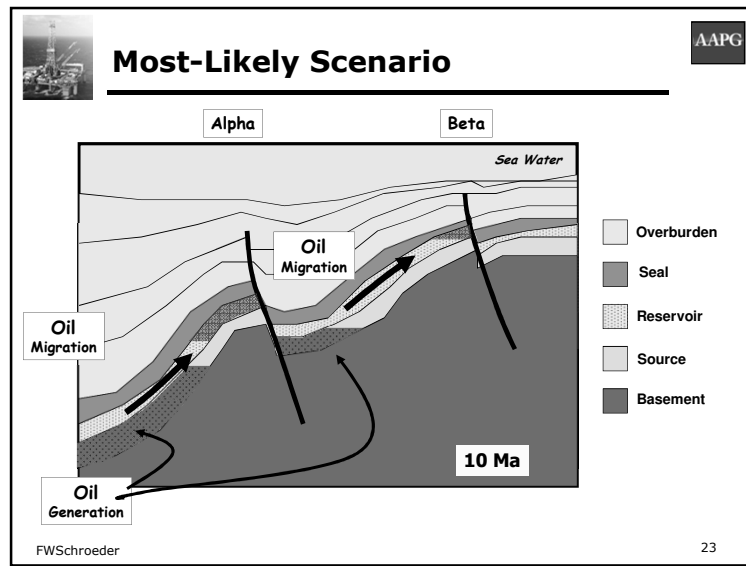 AAPG
Most-Likely Scenario
Alpha
Beta
Sea Water
Oil
Migration
Oil
Migration
Oil
Generation
10 Ma
Overburden
Seal
Reservoir
Source
Basement
FWSchroeder
23